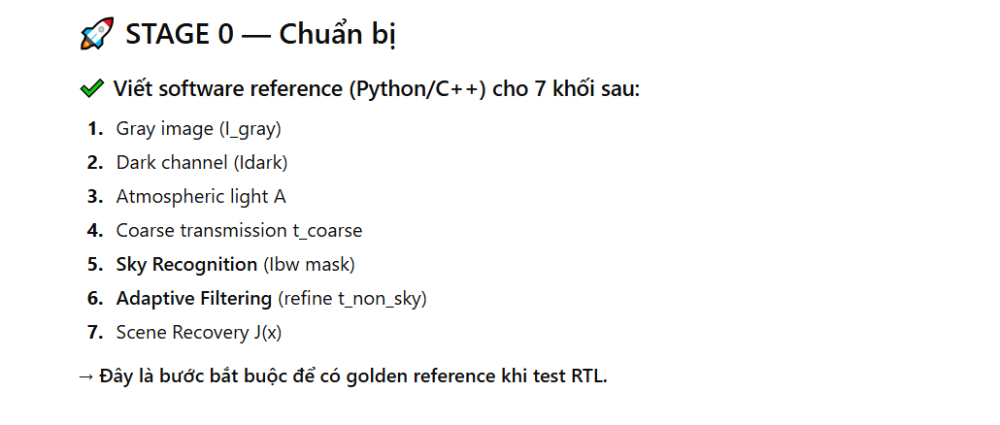 🚀 STAGE 0 — Chuẩn bị
✔ Viết software reference (Python/C++) cho 7 khối sau:
1. Gray image (I_gray)
2. Dark channel (Idark)
3. Atmospheric light A
4. Coarse transmission t_coarse
5. Sky Recognition (Ibw mask)
6. Adaptive Filtering (refine t_non_sky)
7. Scene Recovery J(x)
→ Đây là bước bắt buộc để có golden reference khi test RTL.